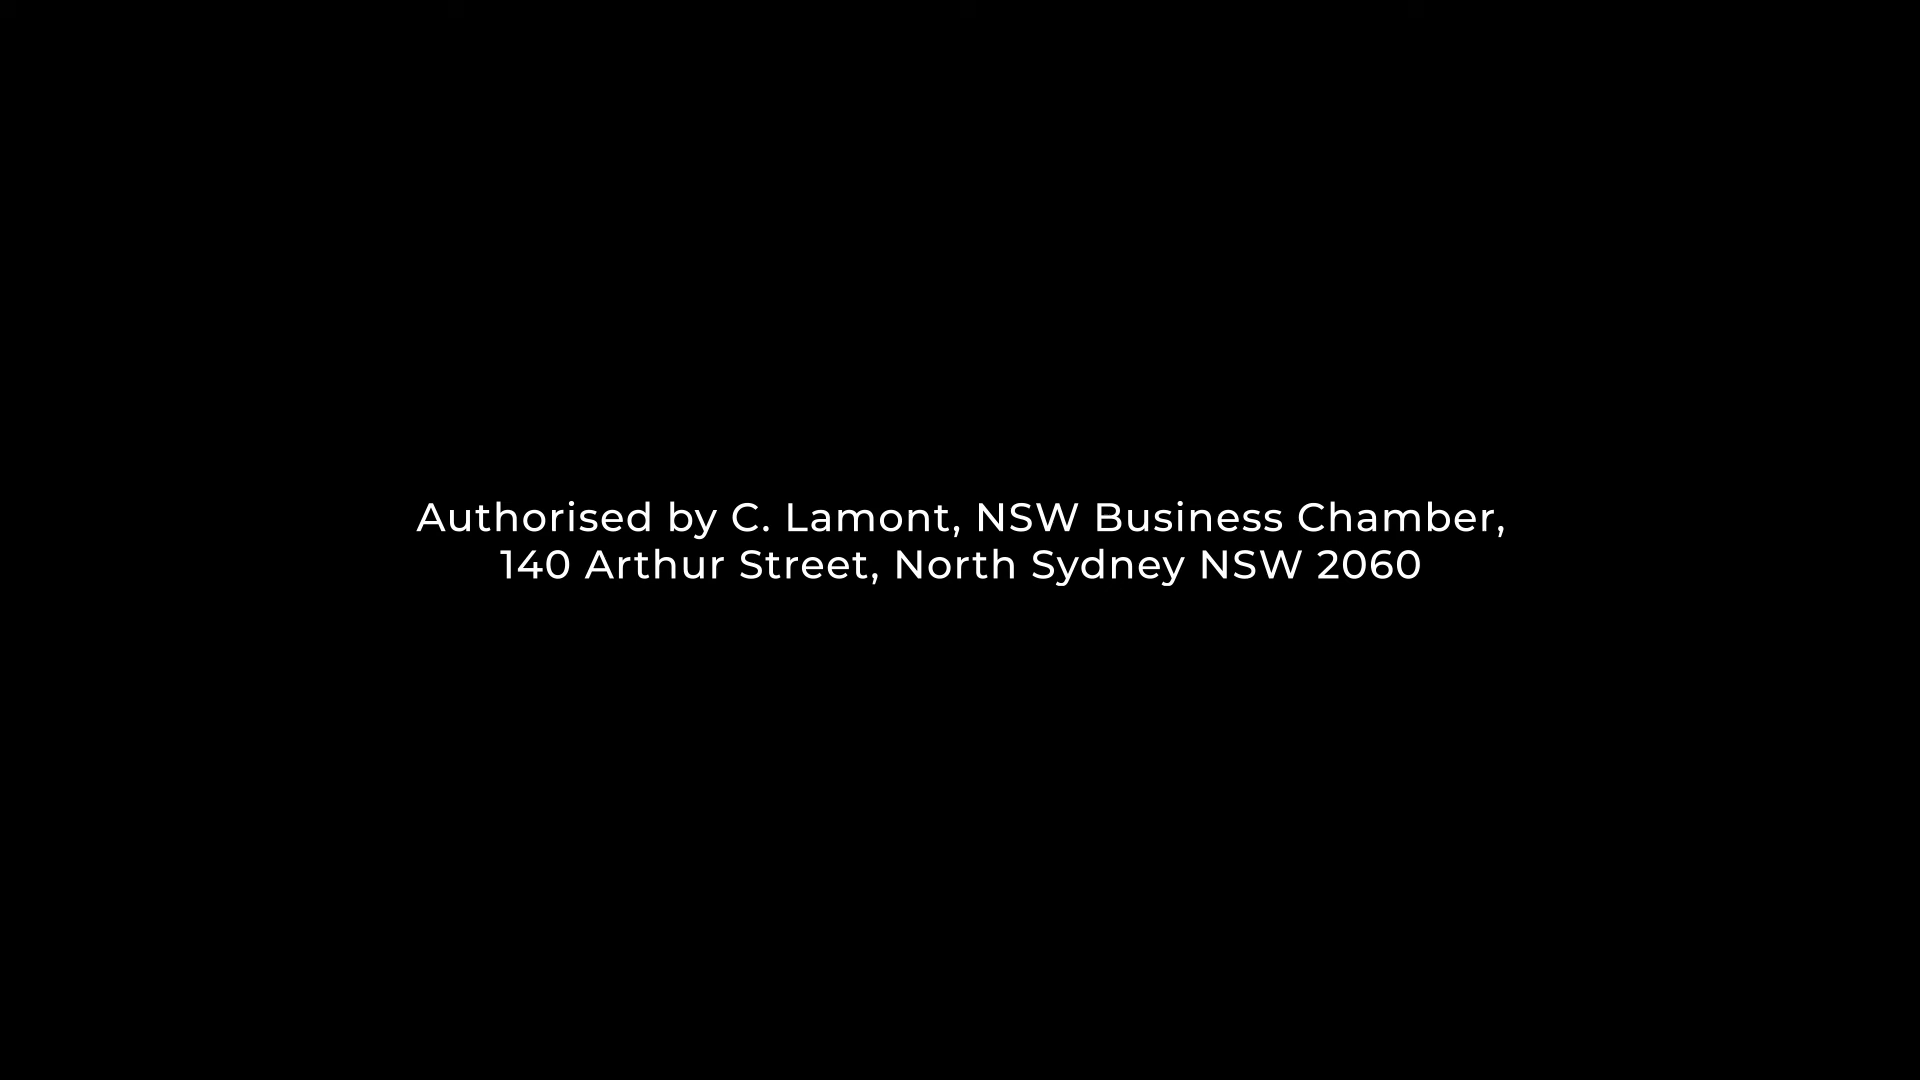 Authorised by C. Lamont, NSW Business Chamber,
140 Arthur Street, North Sydney NSW 2060